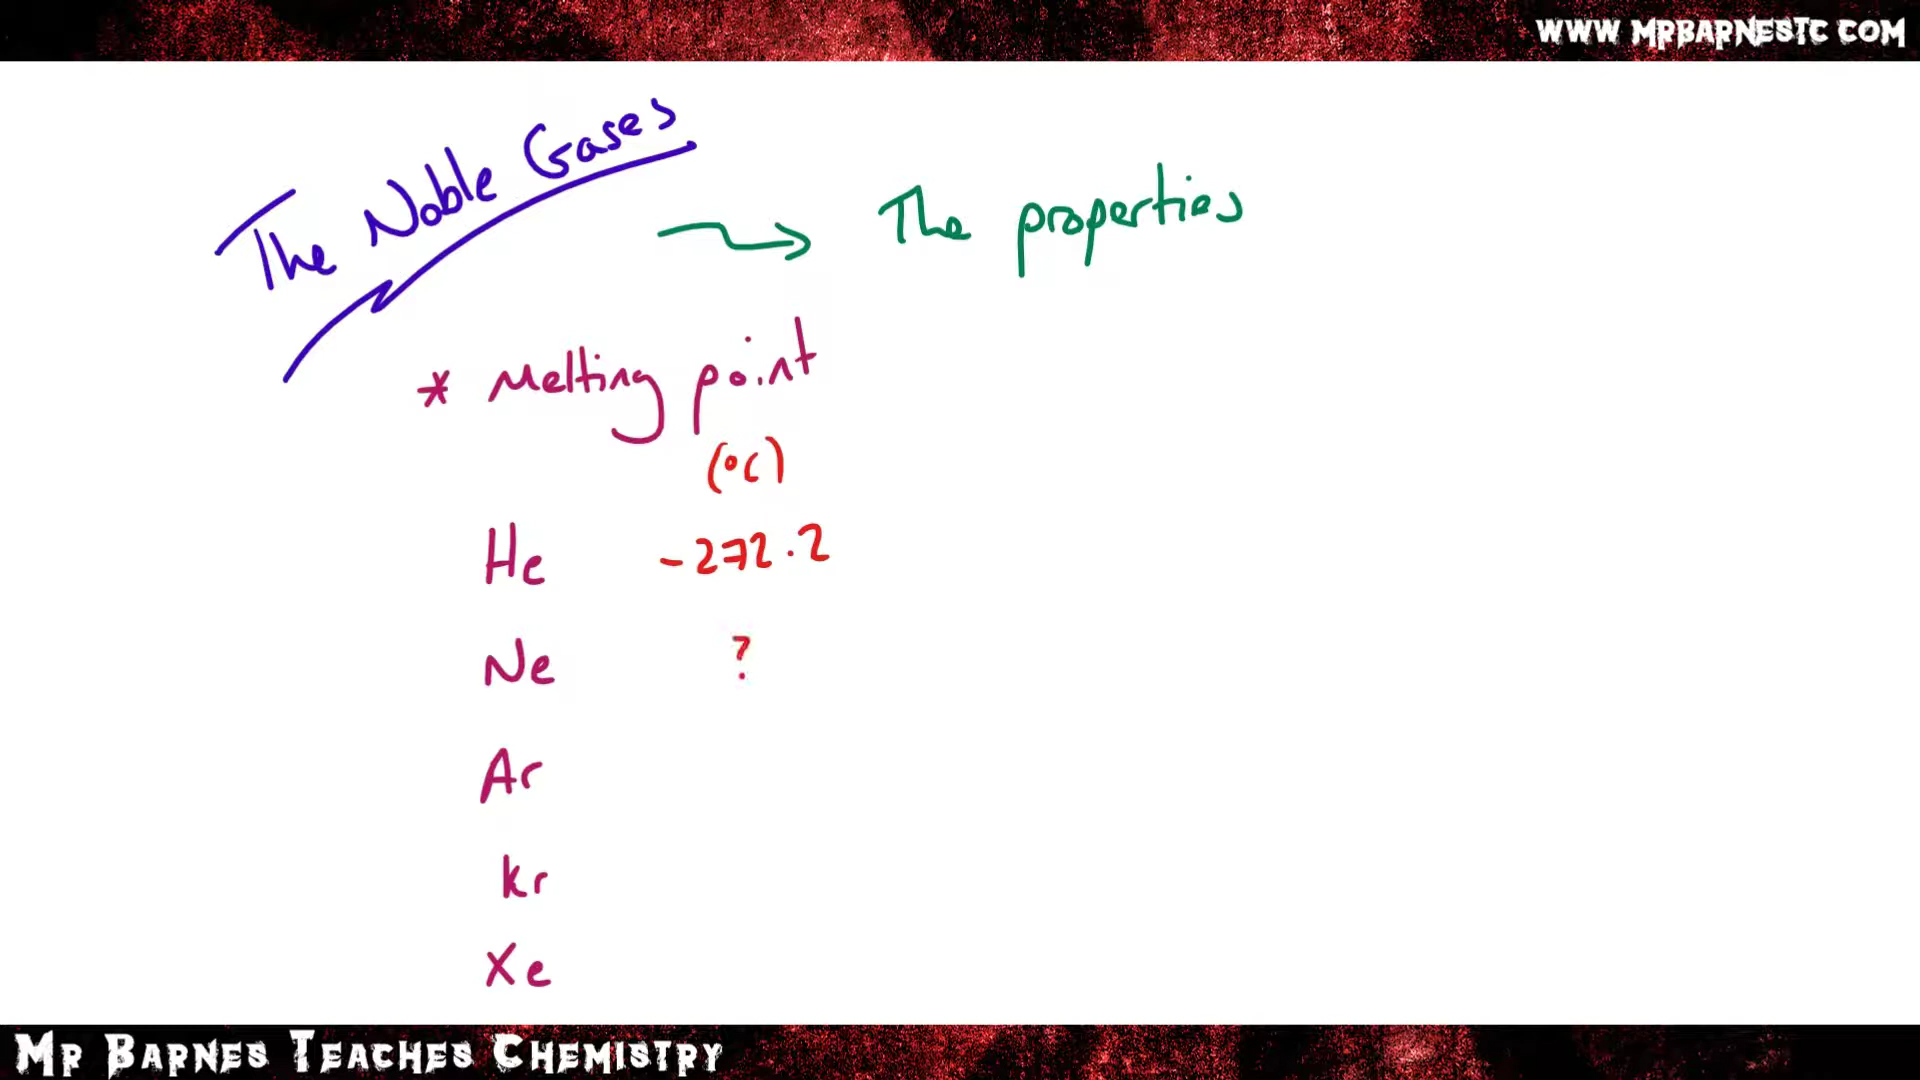 WWW MRBARNESTC COM
The Noble Gases
The properties
* Melting point
(°C)
He -272.2
Ne ?
Ar
Kr
Xe
MR BARNES TEACHES CHEMISTRY